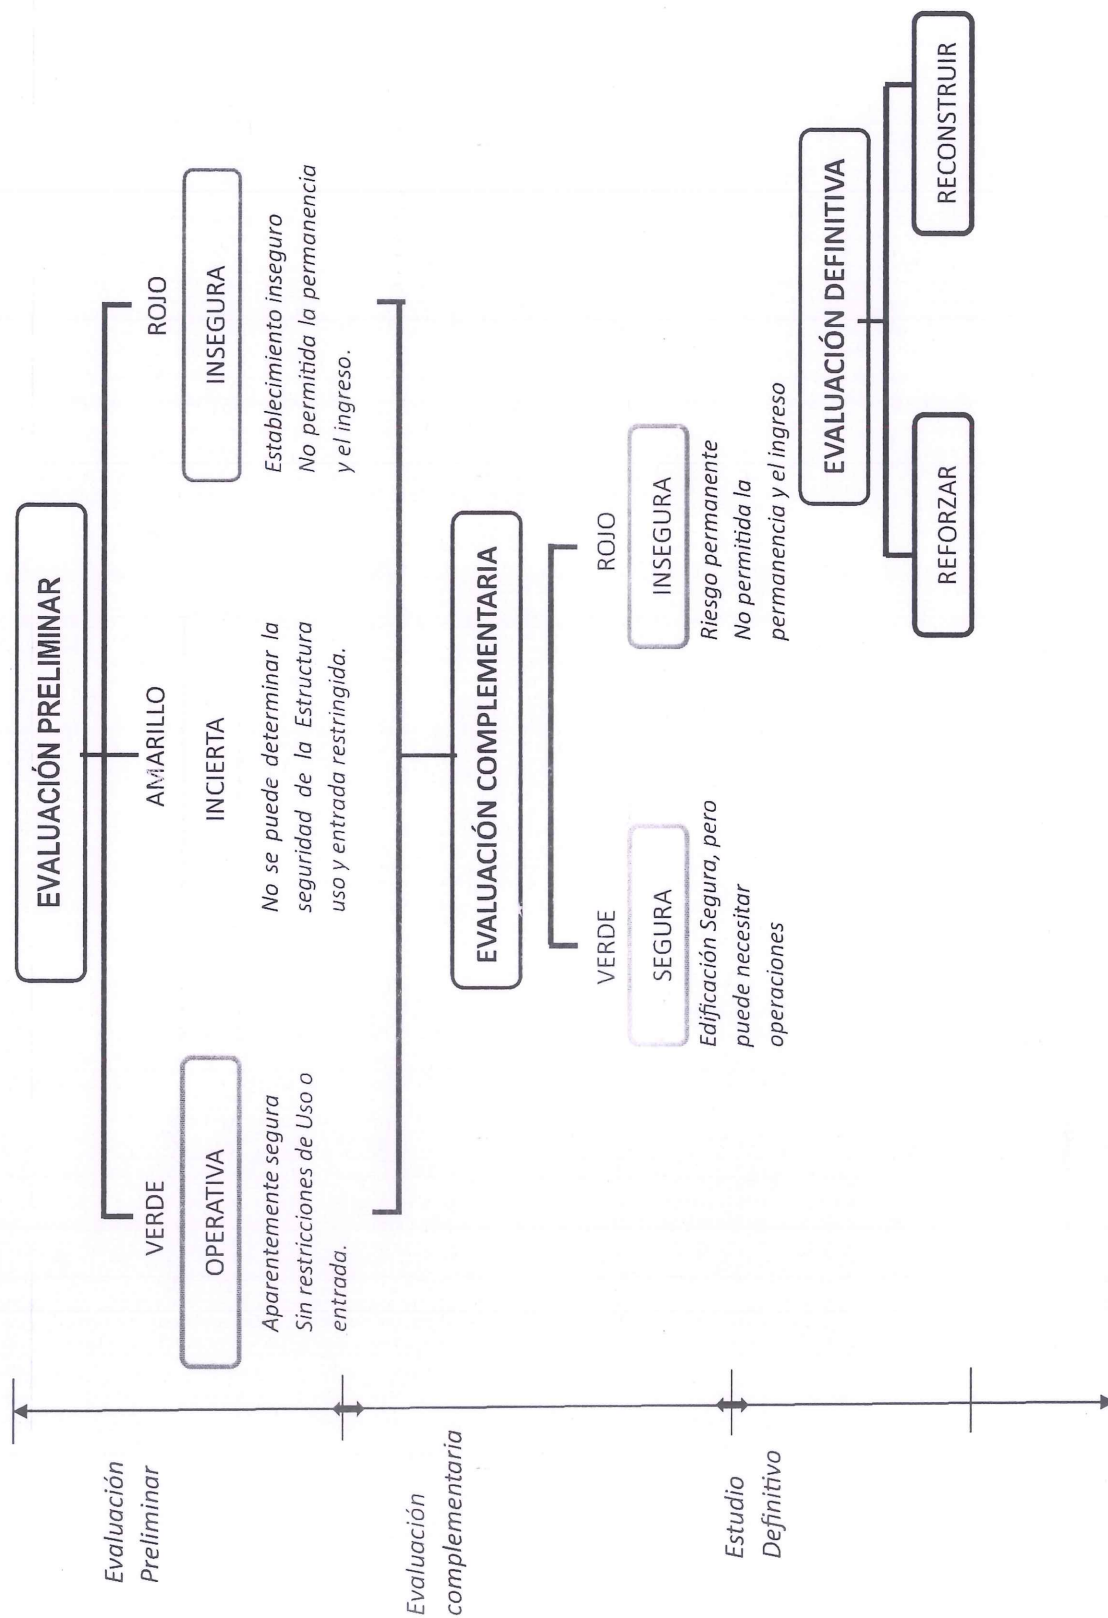 EVALUACIÓN PRELIMINAR
Evaluación
Preliminar
VERDE
AMARILLO
ROJO
OPERATIVA
INCIERTA
INSEGURA
Aparentemente segura
Sin restricciones de Uso o
entrada.
No se puede determinar la
seguridad de la Estructura
uso y entrada restringida.
Establecimiento inseguro
No permitida la permanencia
y el ingreso.
Evaluación
complementaria
EVALUACIÓN COMPLEMENTARIA
VERDE
ROJO
SEGURA
INSEGURA
Edificación Segura, pero
puede necesitar
operaciones
Riesgo permanente
No permitida la
permanencia y el ingreso
Estudio
Definitivo
EVALUACIÓN DEFINITIVA
REFORZAR
RECONSTRUIR